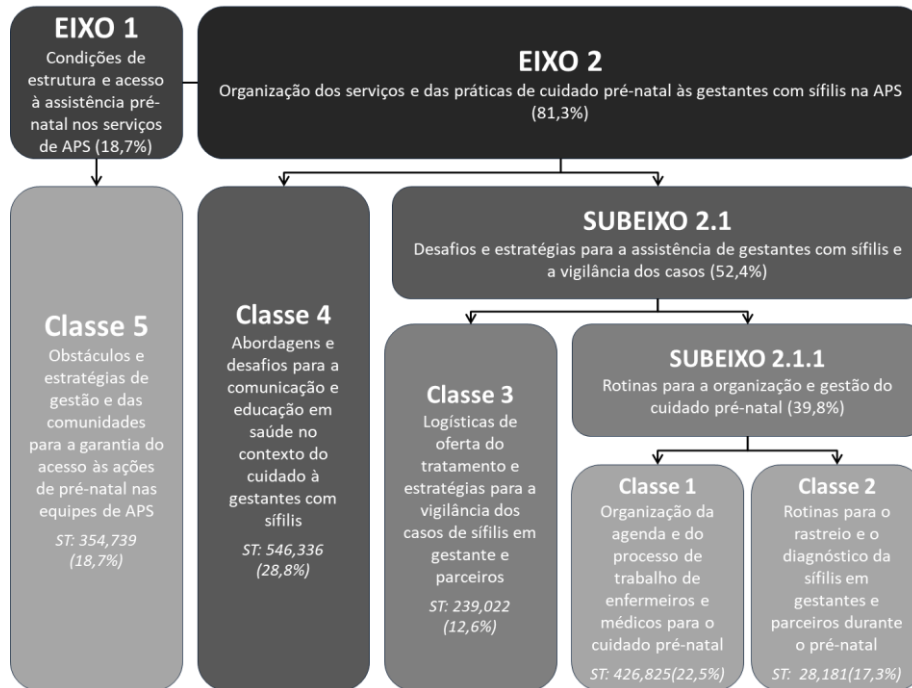 EIXO 1
Condições de
estrutura e acesso
à assistência pré-
natal nos serviços
de APS (18,7%)
EIXO 2
Organização dos serviços e das práticas de cuidado pré-natal às gestantes com sífilis na APS
(81,3%)
SUBEIXO 2.1
Desafios e estratégias para a assistência de gestantes com sífilis e
a vigilância dos casos (52,4%)
SUBEIXO 2.1.1
Rotinas para a organização e gestão do
cuidado pré-natal (39,8%)
Classe 5
Obstáculos e
estratégias de
gestão e das
comunidades
para a garantia do
acesso às ações
de pré-natal nas
equipes de APS
ST: 354,739
(18,7%)
Classe 4
Abordagens e
desafios para a
comunicação e
educação em
saúde no
contexto do
cuidado à
gestantes com
sífilis
ST: 546,336
(28,8%)
Classe 3
Logísticas de
oferta do
tratamento e
estratégias para a
vigilância dos
casos de sífilis em
gestante e
parceiros
ST: 239,022
(12,6%)
Classe 1
Organização da
agenda e do
processo de
trabalho de
enfermeiros e
médicos para o
cuidado pré-natal
ST: 426,825(22,5%)
Classe 2
Rotinas para o
rastreio e o
diagnóstico da
sífilis em
gestantes e
parceiros durante
o pré-natal
ST: 28,181(17,3%)